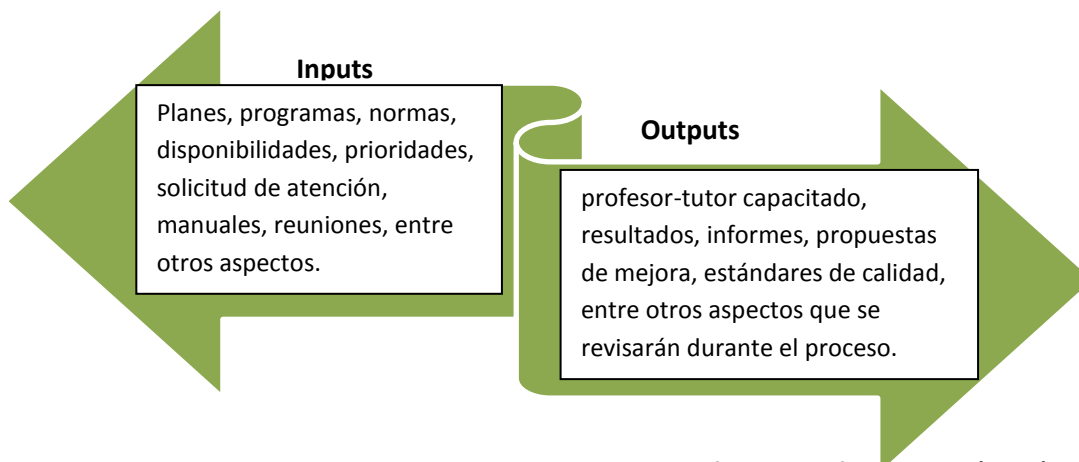 Inputs
Planes, programas, normas,
disponibilidades, prioridades,
solicitud de atención,
manuales, reuniones, entre
otros aspectos.
Outputs
profesor-tutor capacitado,
resultados, informes, propuestas
de mejora, estándares de calidad,
entre otros aspectos que se
revisarán durante el proceso.